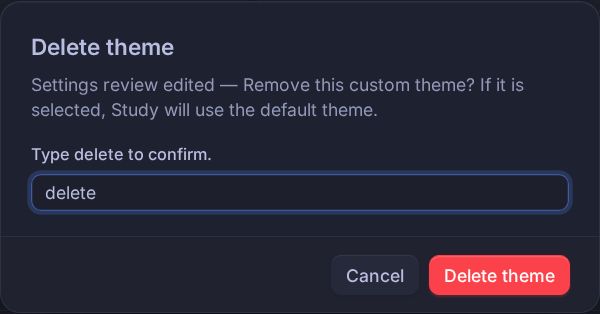 Delete theme
Settings review edited — Remove this custom theme? If it is
selected, Study will use the default theme.
Type delete to confirm.
delete
Cancel
Delete theme